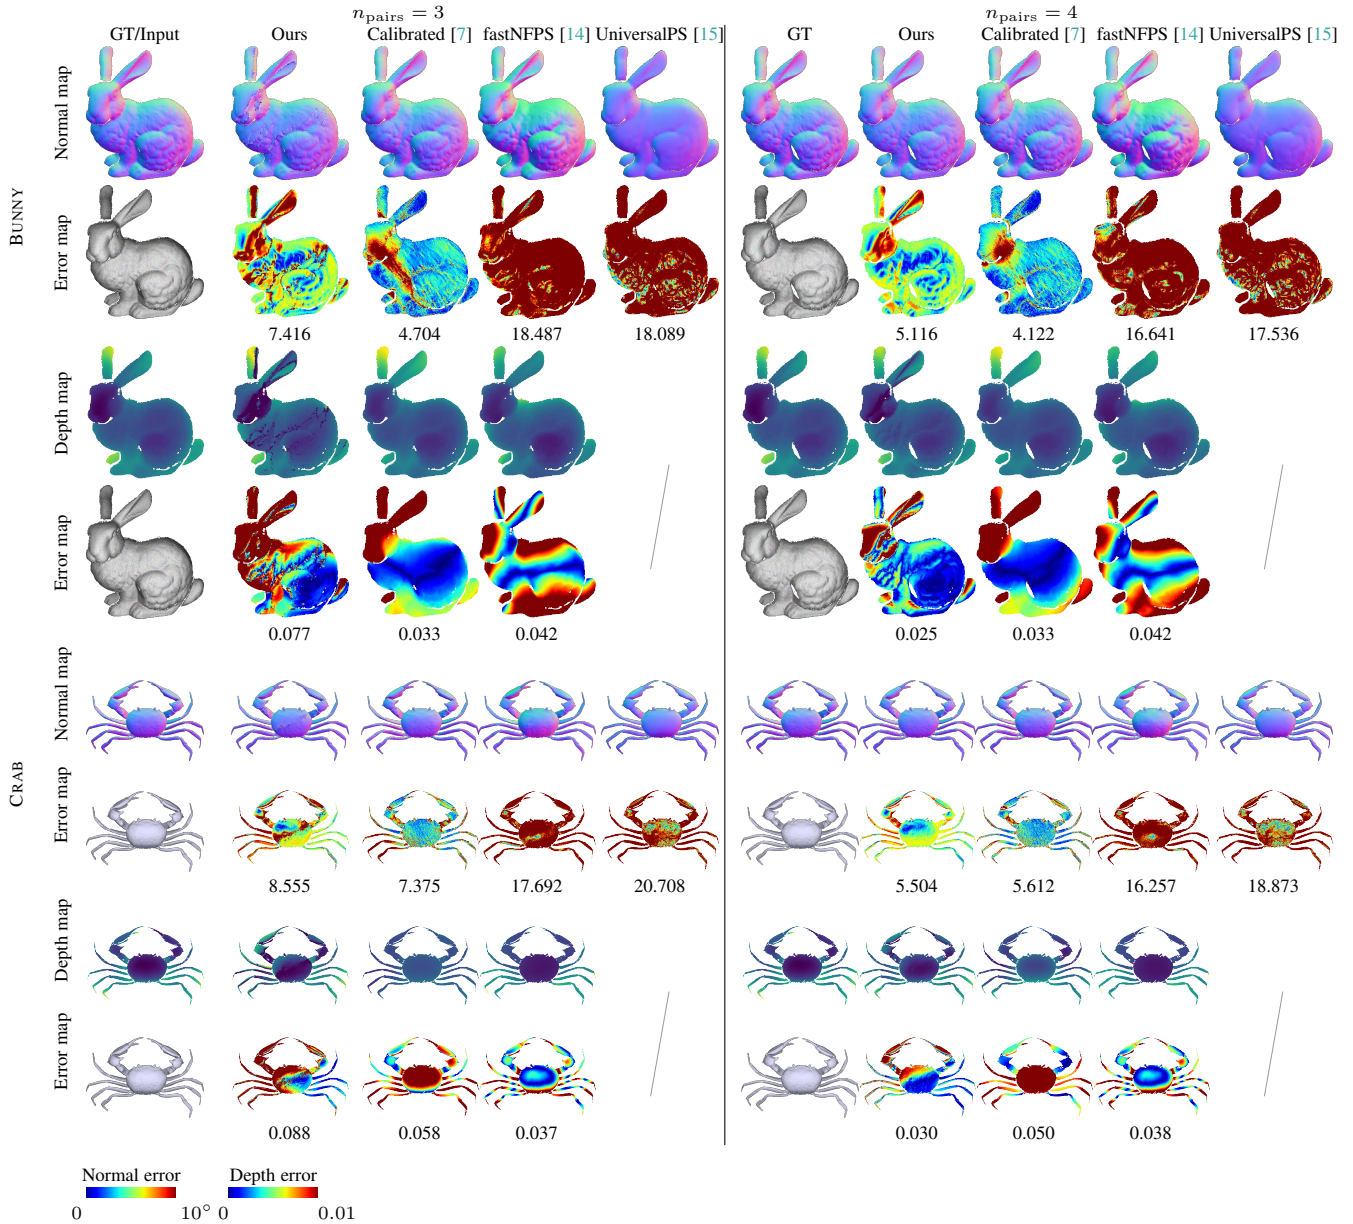 n_pairs = 3
n_pairs = 4
GT/Input Ours Calibrated [7] fastNFPS [14] UniversalPS [15] GT Ours Calibrated [7] fastNFPS [14] UniversalPS [15]
BUNNY
Normal map
Error map
7.416 4.704 18.487 18.089 5.116 4.122 16.641 17.536
Depth map
Error map
0.077 0.033 0.042 0.025 0.033 0.042
CRAB
Normal map
Error map
8.555 7.375 17.692 20.708 5.504 5.612 16.257 18.873
Depth map
Error map
0.088 0.058 0.037 0.030 0.050 0.038
Normal error Depth error
0 10° 0 0.01